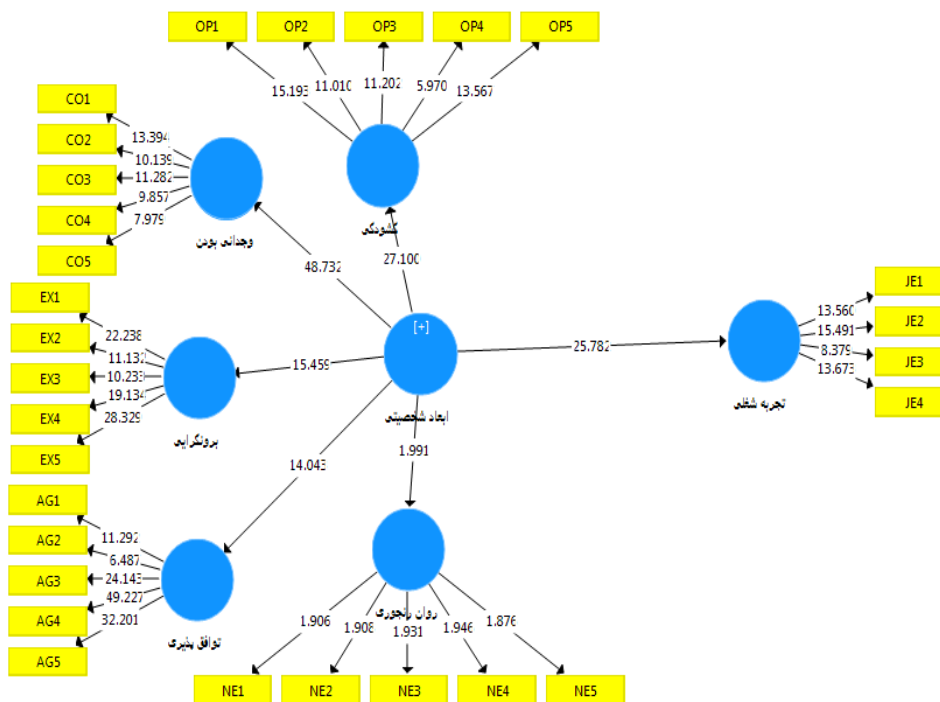 OP1 OP2 OP3 OP4 OP5
15.193 11.010 11.202 5.970 13.567
گشودگی
CO1
CO2
CO3
CO4
CO5
13.394
10.139
11.282
9.857
7.979
وجدانی بودن
48.732
27.100
EX1
EX2
EX3
EX4
EX5
22.238
11.132
10.233
19.134
28.329
برونگرایی
15.459
[+]
ابعاد شخصیتی
25.782
JE1
JE2
JE3
JE4
13.560
15.491
8.379
13.673
تجربه شغلی
14.043
1.991
AG1
AG2
AG3
AG4
AG5
11.292
6.487
24.143
49.227
32.201
توافق پذیری
روان رنجوری
1.906 1.908 1.931 1.946 1.876
NE1 NE2 NE3 NE4 NE5